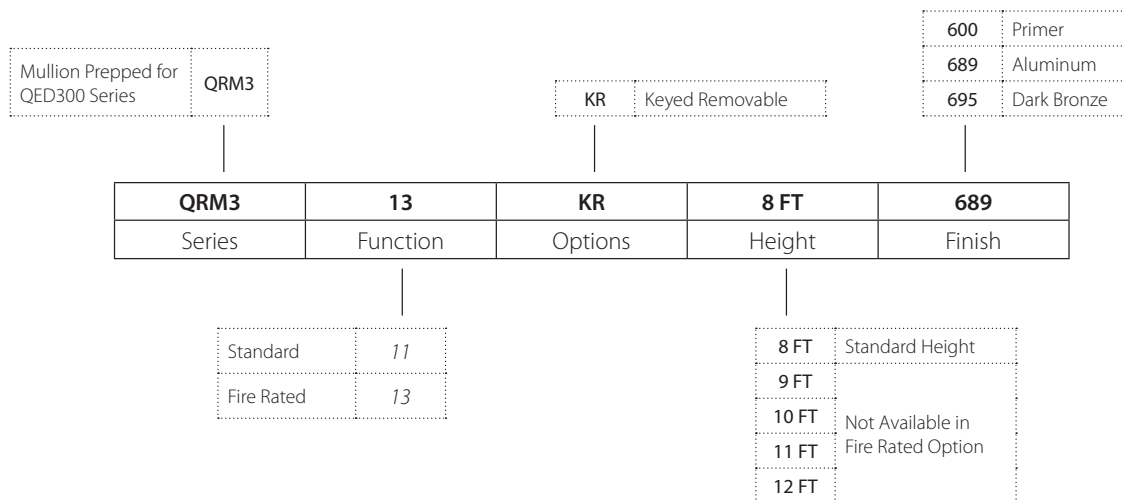 600 Primer
689 Aluminum
695 Dark Bronze
Mullion Prepped for
QED300 Series
QRM3
KR Keyed Removable
QRM3 13 KR 8 FT 689
Series Function Options Height Finish
Standard 11
Fire Rated 13
8 FT Standard Height
9 FT
10 FT
11 FT
12 FT
Not Available in
Fire Rated Option